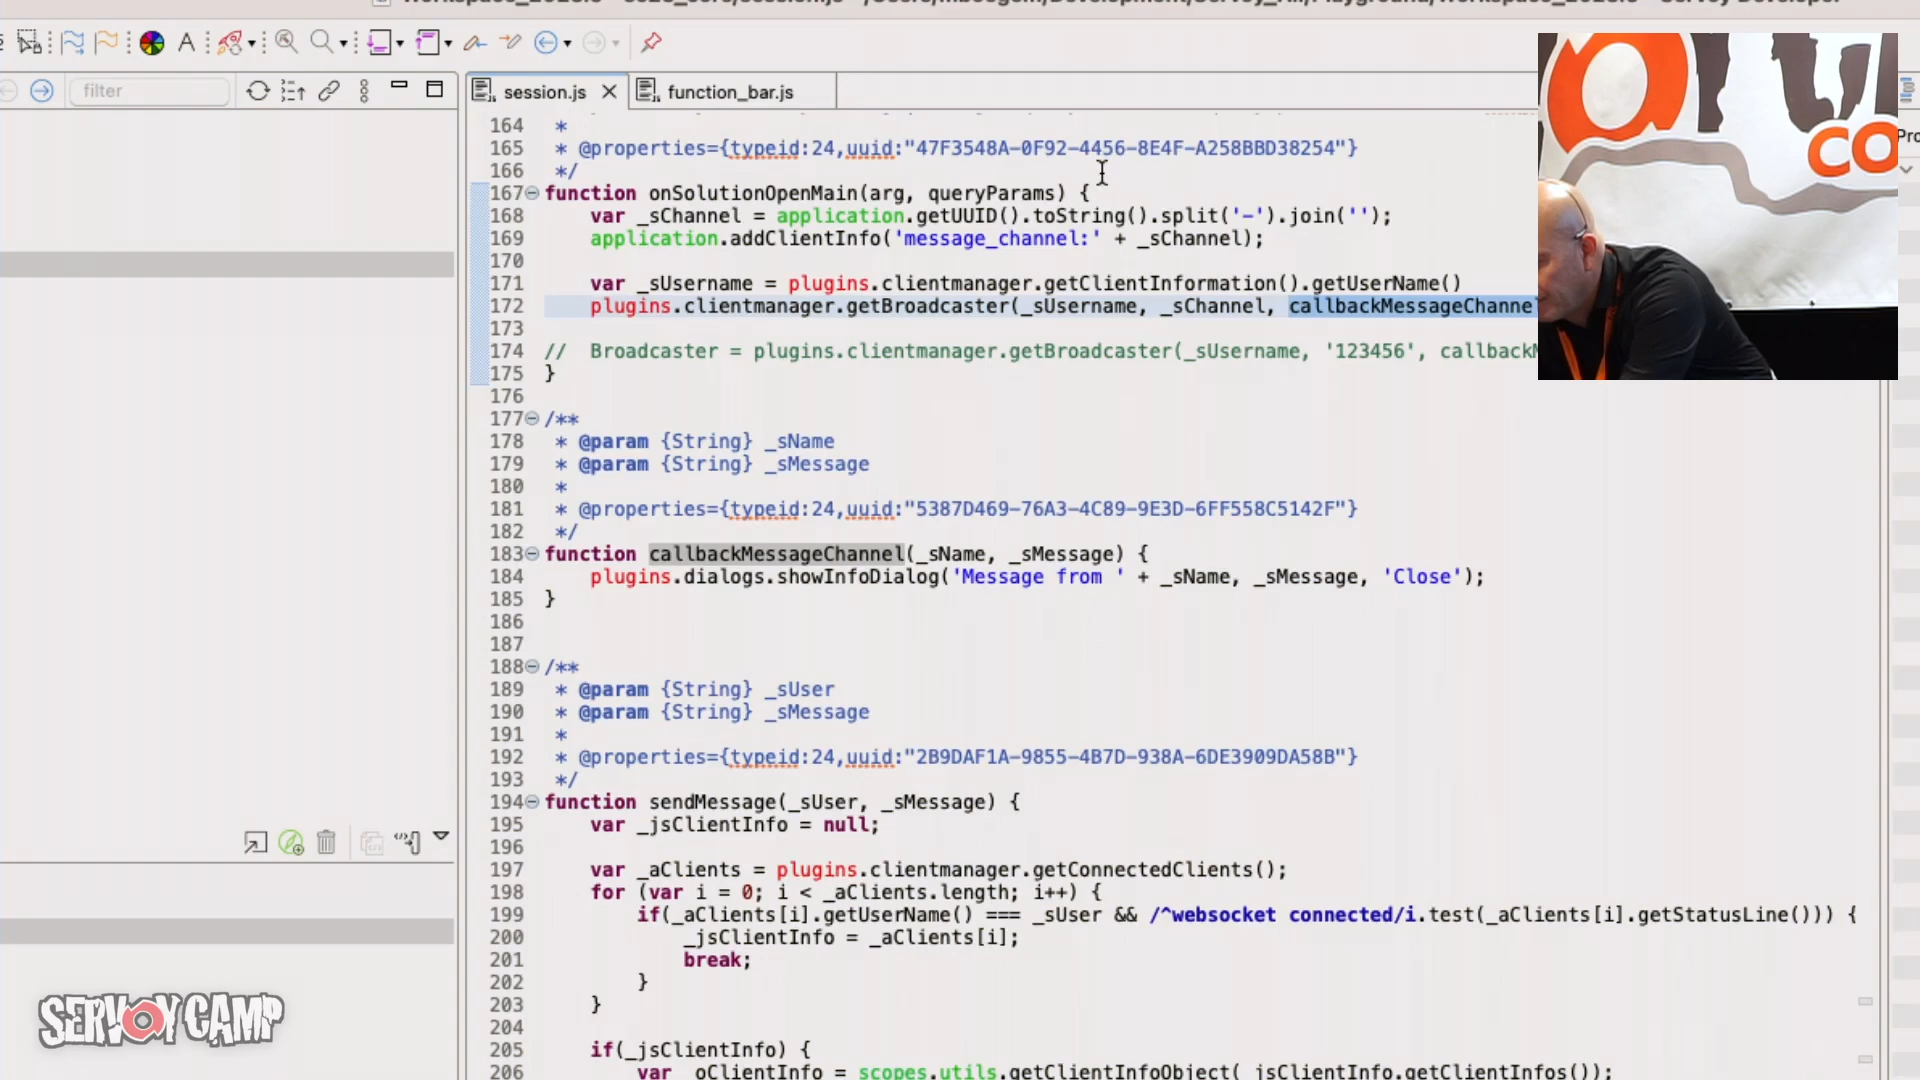 filter
session.js
function_bar.js
164 *
165 * @properties={typeid:24,uuid:"47F3548A-0F92-4456-8E4F-A258BBD38254"}
166 */
167 function onSolutionOpenMain(arg, queryParams) {
168 var _sChannel = application.getUUID().toString().split('-').join('');
169 application.addClientInfo('message_channel:' + _sChannel);
170
171 var _sUsername = plugins.clientmanager.getClientInformation().getUserName()
172 plugins.clientmanager.getBroadcaster(_sUsername, _sChannel, callbackMessageChannel
173
174 // Broadcaster = plugins.clientmanager.getBroadcaster(_sUsername, '123456', callbackM
175 }
176
177 /**
178 * @param {String} _sName
179 * @param {String} _sMessage
180 *
181 * @properties={typeid:24,uuid:"5387D469-76A3-4C89-9E3D-6FF558C5142F"}
182 */
183 function callbackMessageChannel(_sName, _sMessage) {
184 plugins.dialogs.showInfoDialog('Message from ' + _sName, _sMessage, 'Close');
185 }
186
187
188 /**
189 * @param {String} _sUser
190 * @param {String} _sMessage
191 *
192 * @properties={typeid:24,uuid:"2B9DAF1A-9855-4B7D-938A-6DE3909DA58B"}
193 */
194 function sendMessage(_sUser, _sMessage) {
195 var _jsClientInfo = null;
196
197 var _aClients = plugins.clientmanager.getConnectedClients();
198 for (var i = 0; i < _aClients.length; i++) {
199 if(_aClients[i].getUserName() === _sUser && /^websocket connected/i.test(_aClients[i].getStatusLine())) {
200 _jsClientInfo = _aClients[i];
201 break;
202 }
203 }
204
205 if(_jsClientInfo) {
206 var _oClientInfo = scopes.utils.getClientInfoObject(_jsClientInfo.getClientInfos());
co
Pro
SERVOY CAMP